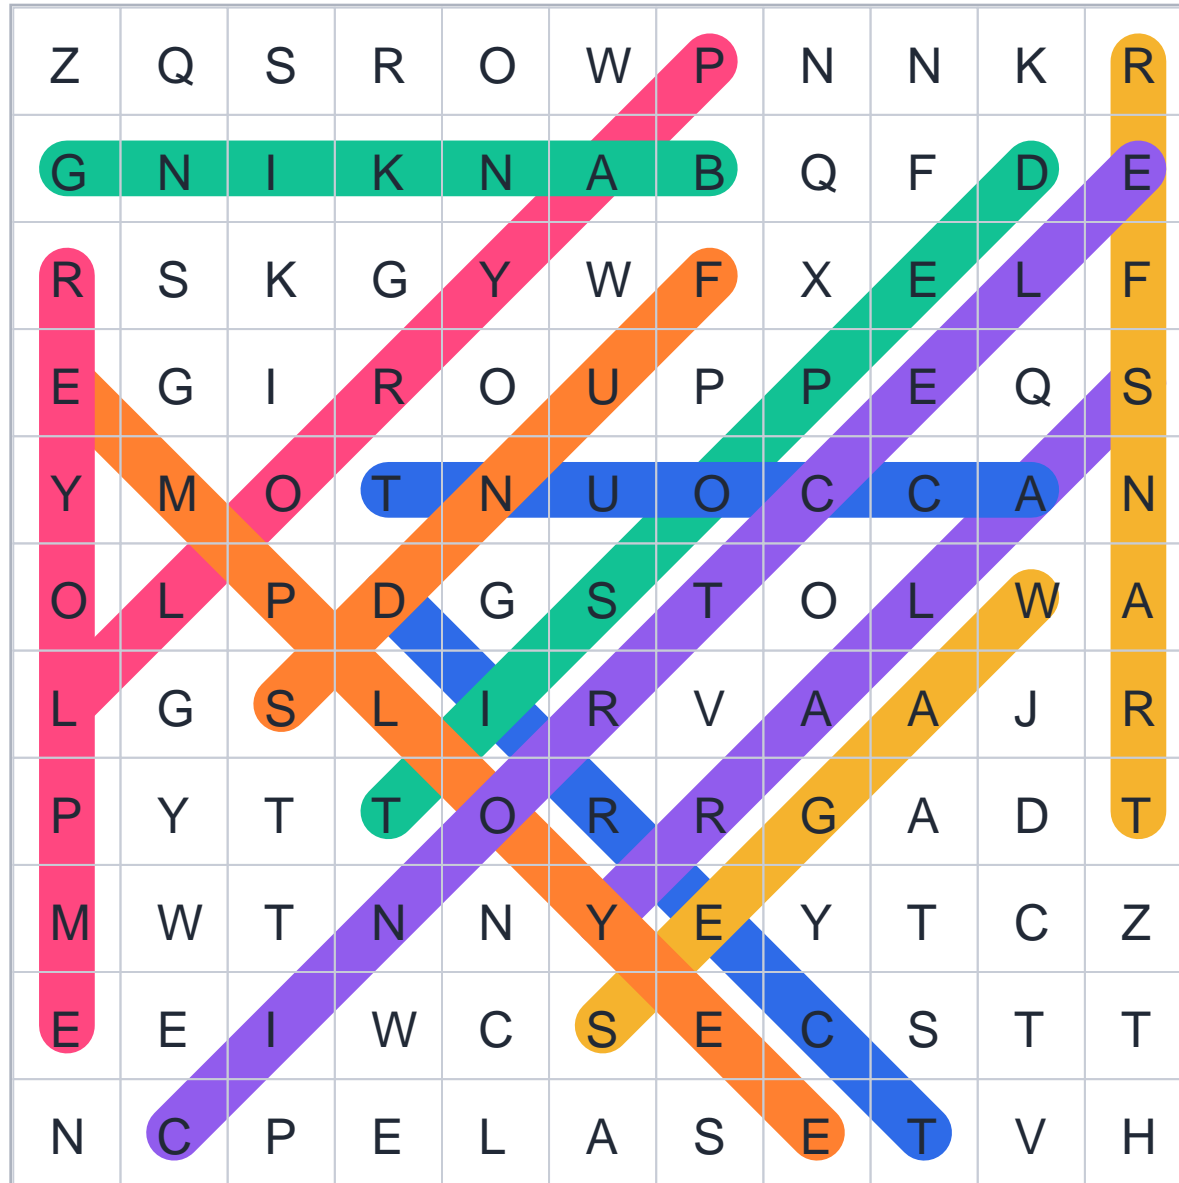 Z Q S R O W P N N K R
G N I K N A B Q F D E
R S K G Y W F X E L F
E G I R O U P P E Q S
Y M O T N U O C C A N
O L P D G S T O L W A
L G S L I R V A A J R
P Y T T O R R G A D T
M W T N N Y E Y T C Z
E E I W C S E C S T T
N C P E L A S E T V H